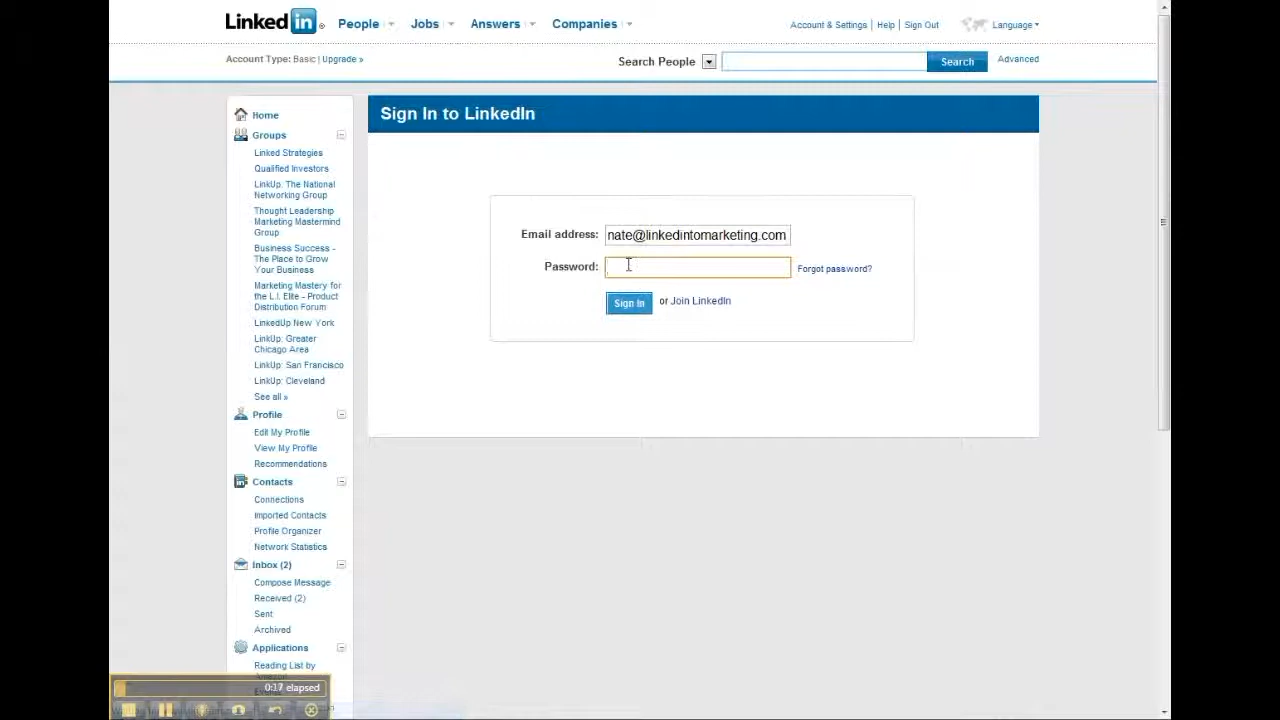 Linked in ®
People
Jobs
Answers
Companies
Account & Settings | Help | Sign Out
Language
Account Type: Basic | Upgrade »
Search People
Search
Advanced
Home
Groups
Linked Strategies
Qualified Investors
LinkUp: The National
Networking Group
Thought Leadership
Marketing Mastermind
Group
Business Success -
The Place to Grow
Your Business
Marketing Mastery for
the L.I. Elite - Product
Distribution Forum
LinkedUp New York
LinkUp: Greater
Chicago Area
LinkUp: San Francisco
LinkUp: Cleveland
See all »
Profile
Edit My Profile
View My Profile
Recommendations
Contacts
Connections
Imported Contacts
Profile Organizer
Network Statistics
Inbox (2)
Compose Message
Received (2)
Sent
Archived
Applications
Reading List by
Sign In to LinkedIn
Email address: nate@linkedintomarketing.com
Password:
Forgot password?
Sign In or Join LinkedIn
0:17 elapsed